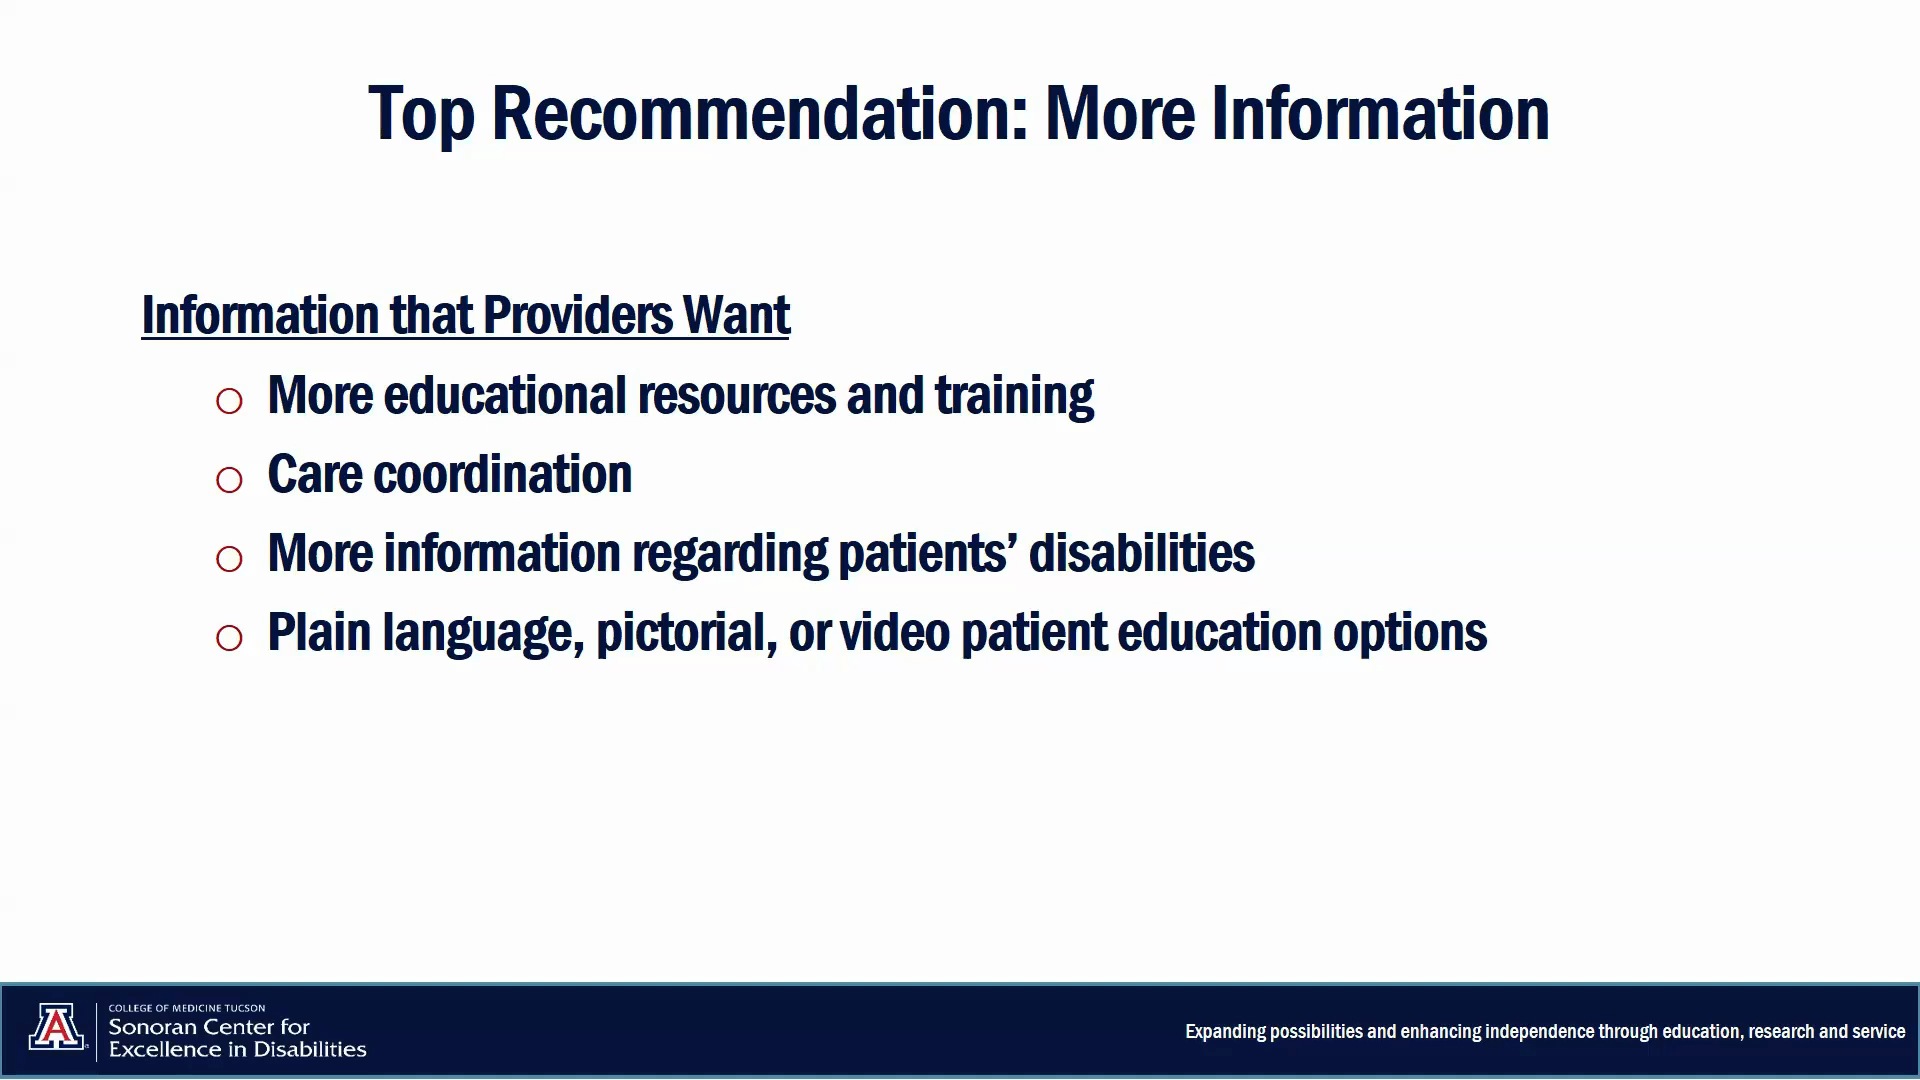 Top Recommendation: More Information
Information that Providers Want
More educational resources and training
Care coordination
More information regarding patients’ disabilities
Plain language, pictorial, or video patient education options
A
COLLEGE OF MEDICINE TUCSON
Sonoran Center for
Excellence in Disabilities
Expanding possibilities and enhancing independence through education, research and service